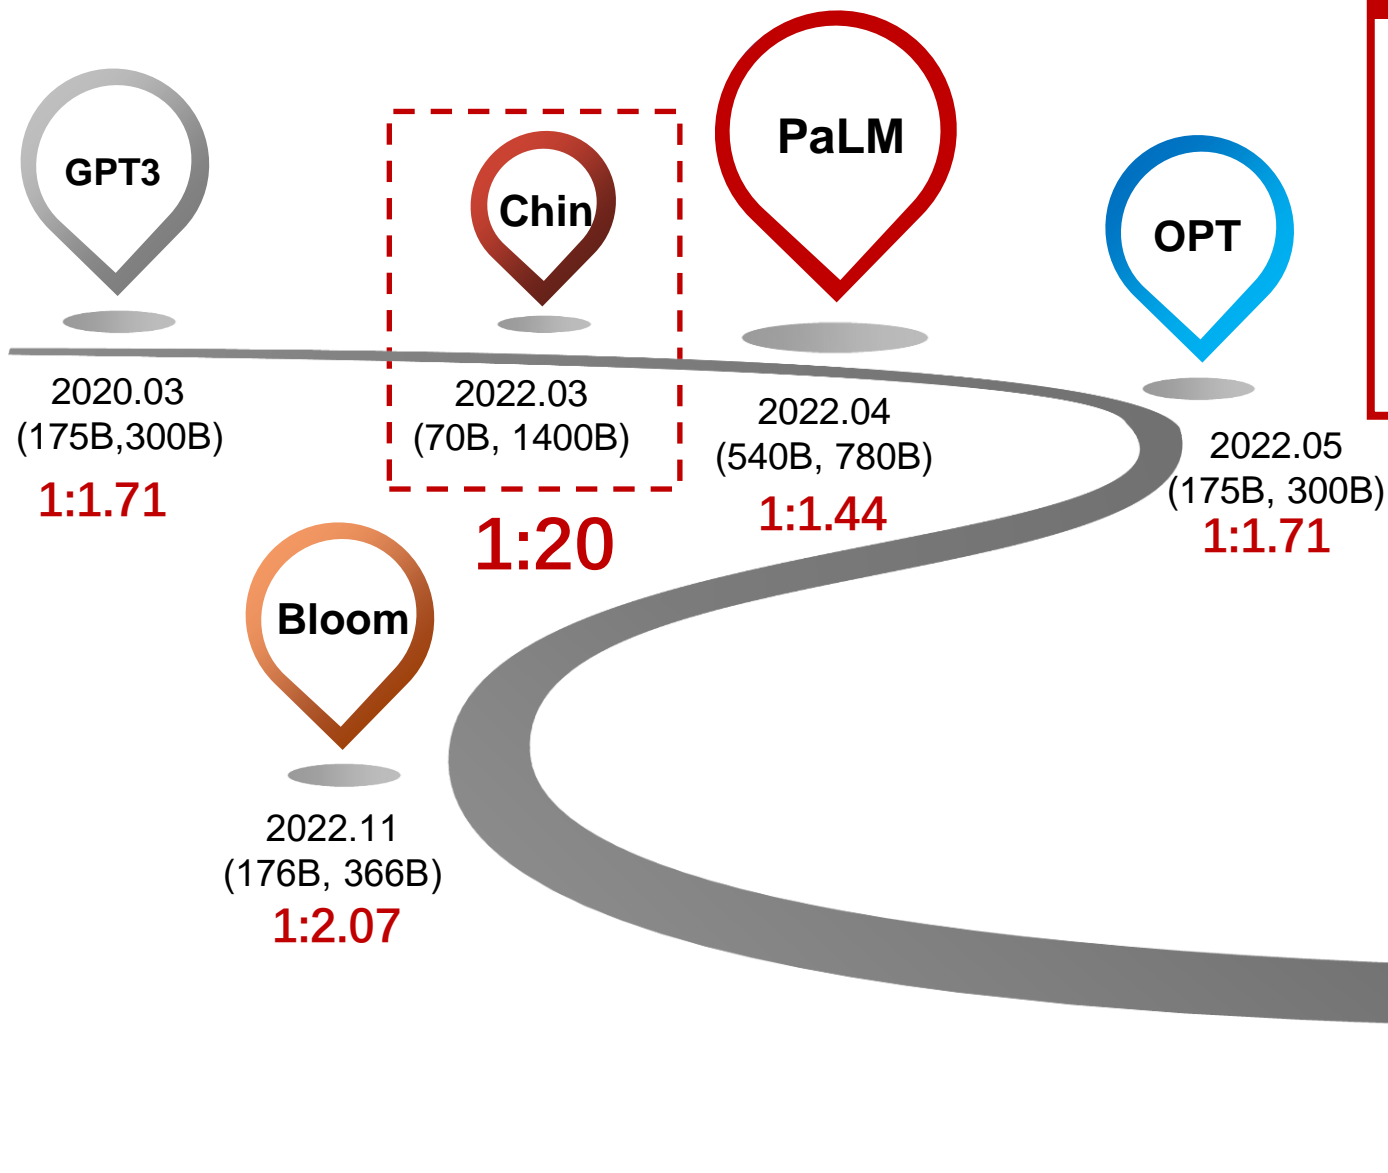 GPT3
2020.03
(175B,300B)
1:1.71
Chin
2022.03
(70B, 1400B)
1:20
PaLM
2022.04
(540B, 780B)
1:1.44
OPT
2022.05
(175B, 300B)
1:1.71
Bloom
2022.11
(176B, 366B)
1:2.07